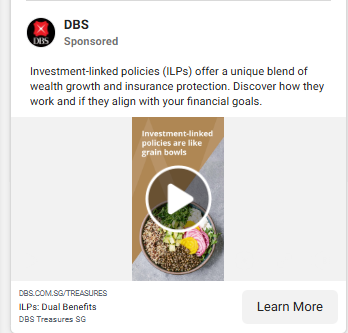 DBS
DBS
Sponsored
Investment-linked policies (ILPs) offer a unique blend of
wealth growth and insurance protection. Discover how they
work and if they align with your financial goals.
Investment-linked
policies are like
grain bowls
DBS.COM.SG/TREASURES
ILPs: Dual Benefits
DBS Treasures SG
Learn More